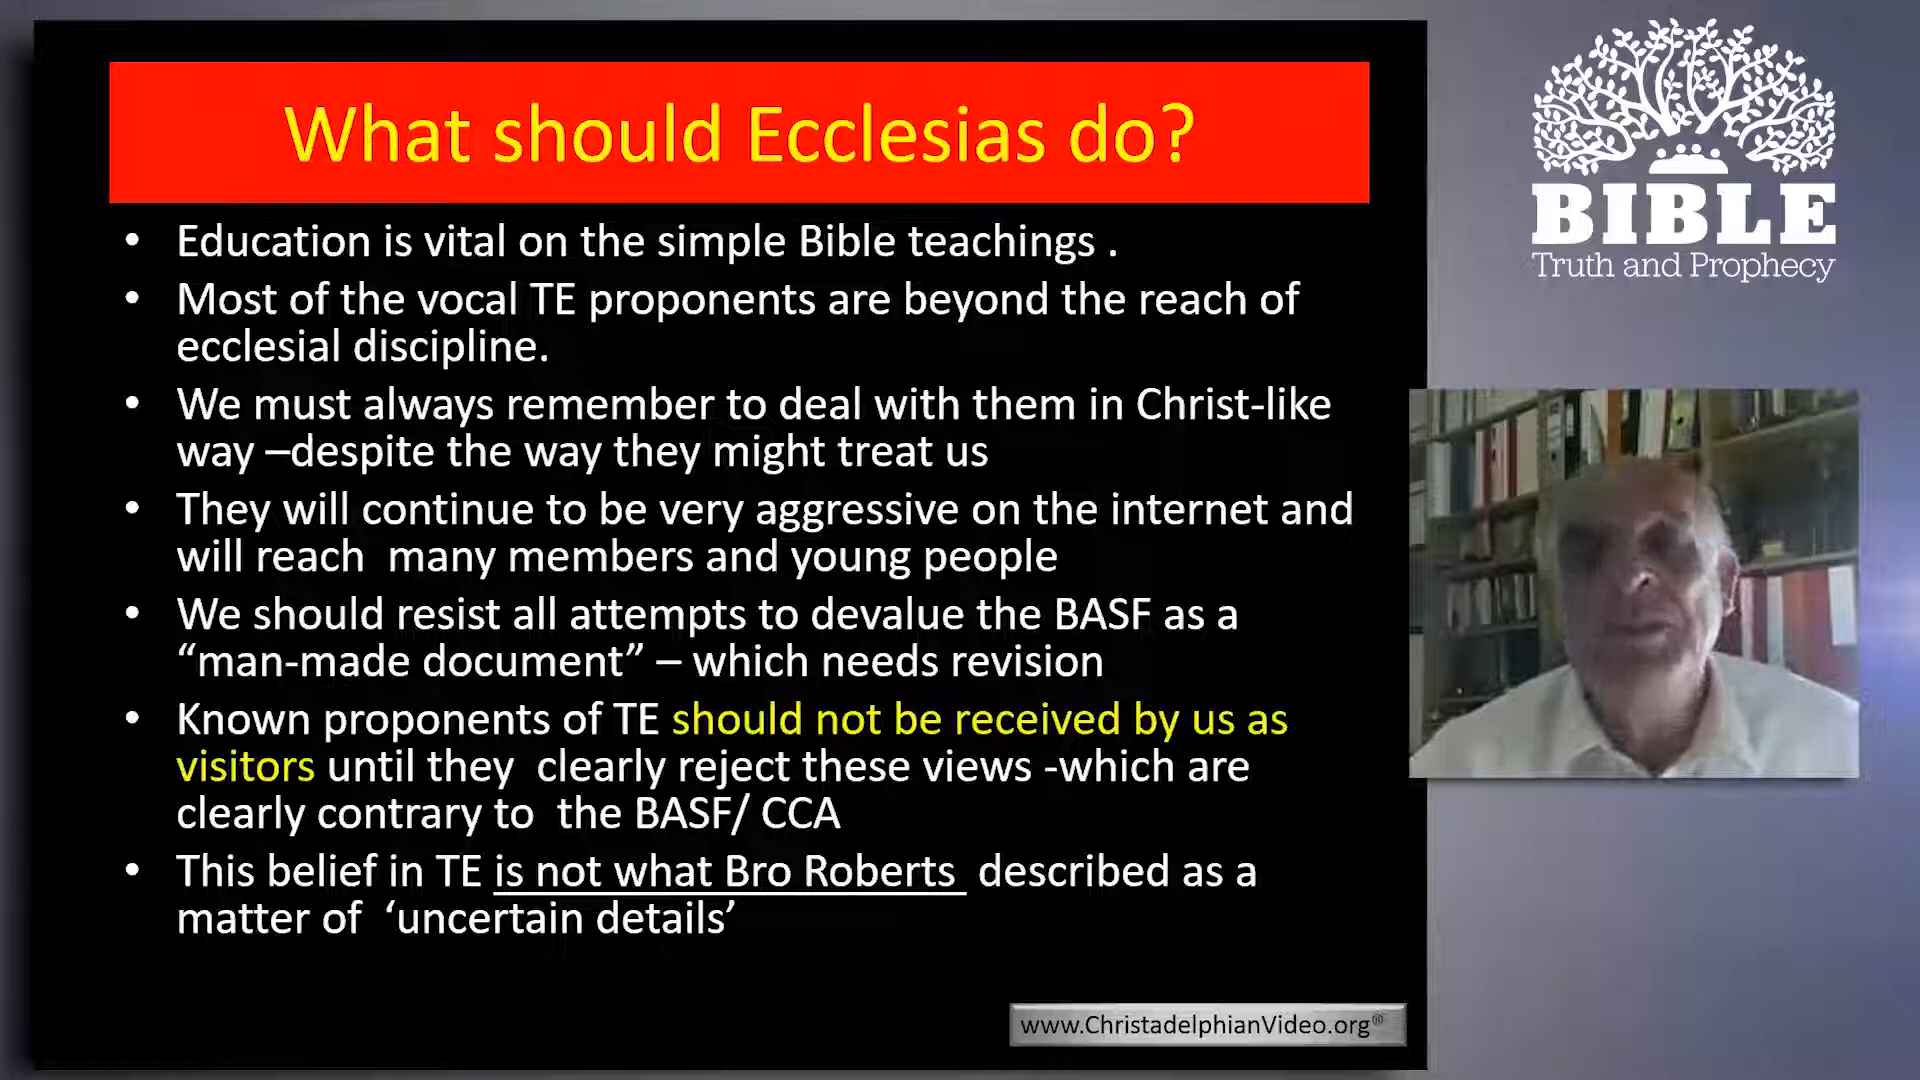 What should Ecclesias do?
• Education is vital on the simple Bible teachings .
• Most of the vocal TE proponents are beyond the reach of
ecclesial discipline.
• We must always remember to deal with them in Christ-like
way –despite the way they might treat us
• They will continue to be very aggressive on the internet and
will reach  many members and young people
• We should resist all attempts to devalue the BASF as a
“man-made document” – which needs revision
• Known proponents of TE should not be received by us as
visitors until they  clearly reject these views -which are
clearly contrary to  the BASF/ CCA
• This belief in TE is not what Bro Roberts  described as a
matter of  ‘uncertain details’
www.ChristadelphianVideo.org®
BIBLE
Truth and Prophecy